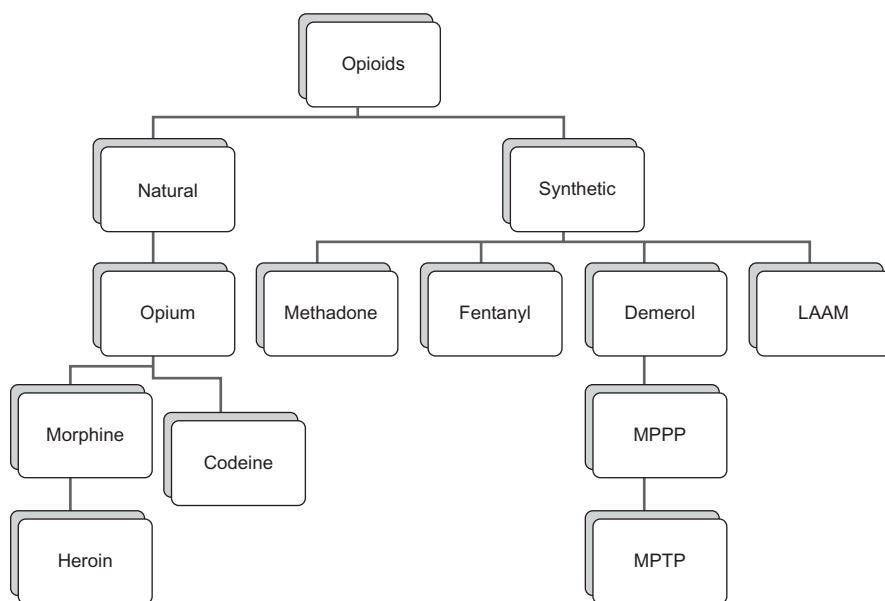 Opioids
Natural
Synthetic
Opium
Methadone
Fentanyl
Demerol
LAAM
Morphine
Codeine
MPPP
Heroin
MPTP